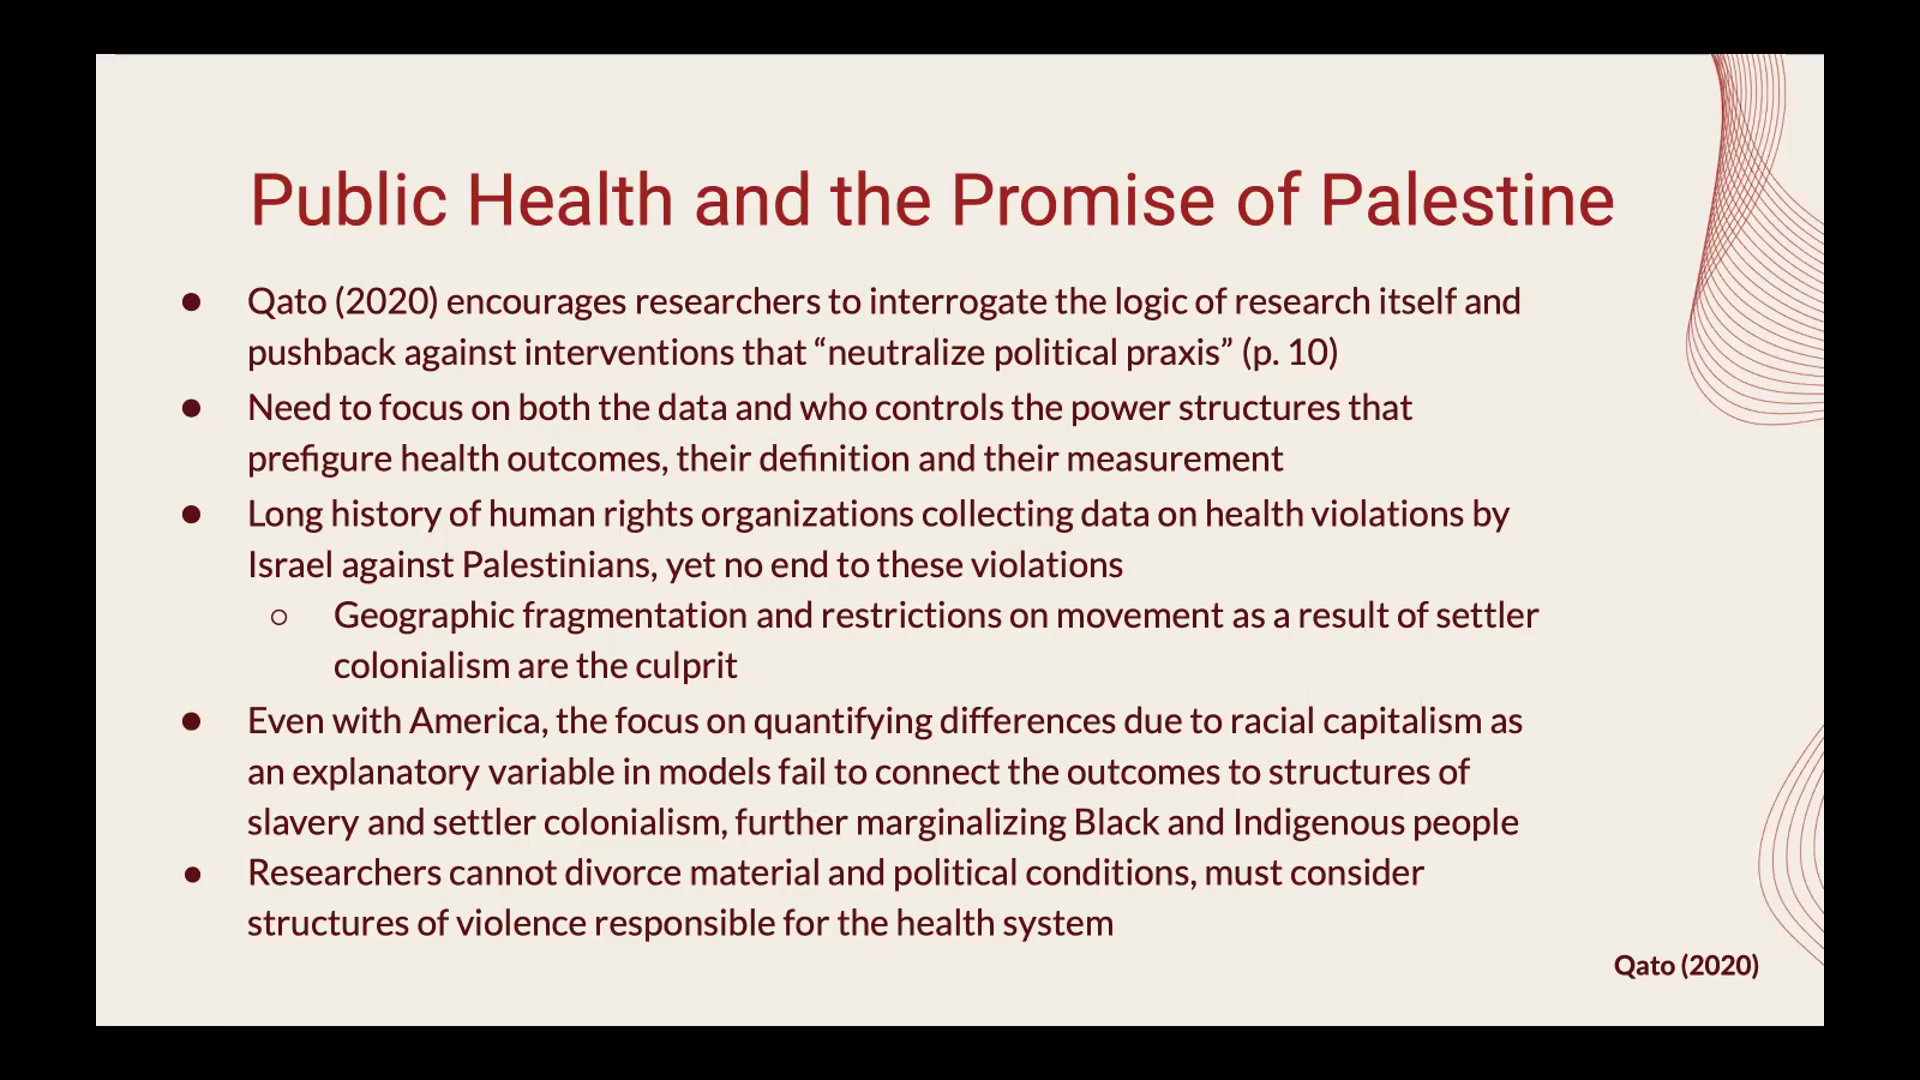 Public Health and the Promise of Palestine
● Qato (2020) encourages researchers to interrogate the logic of research itself and
pushback against interventions that “neutralize political praxis” (p. 10)
● Need to focus on both the data and who controls the power structures that
prefigure health outcomes, their definition and their measurement
● Long history of human rights organizations collecting data on health violations by
Israel against Palestinians, yet no end to these violations
○ Geographic fragmentation and restrictions on movement as a result of settler
colonialism are the culprit
● Even with America, the focus on quantifying differences due to racial capitalism as
an explanatory variable in models fail to connect the outcomes to structures of
slavery and settler colonialism, further marginalizing Black and Indigenous people
● Researchers cannot divorce material and political conditions, must consider
structures of violence responsible for the health system
Qato (2020)